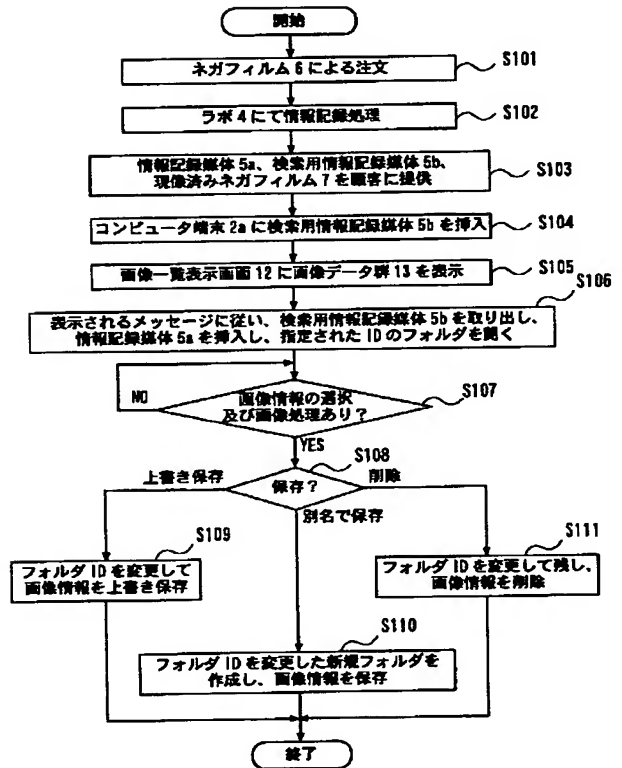 開始
ネガフィルム6による注文
S101
ラボ4にて情報記録処理
S102
情報記録媒体5a、検索用情報記録媒体5b、
現像済みネガフィルム7を顧客に提供
S103
コンピュータ端末2aに検索用情報記録媒体5bを挿入
S104
画像一覧表示画面12に画像データ群13を表示
S105
S106
表示されるメッセージに従い、検索用情報記録媒体5bを取り出し、
情報記録媒体5aを挿入し、指定されたIDのフォルダを開く
S107
NO
画像情報の選択
及び画像処理あり？
YES
S108
上書き保存
保存？
削除
別名で保存
S109
フォルダIDを変更して
画像情報を上書き保存
S111
フォルダIDを変更して残し、
画像情報を削除
S110
フォルダIDを変更した新規フォルダを
作成し、画像情報を保存
終了